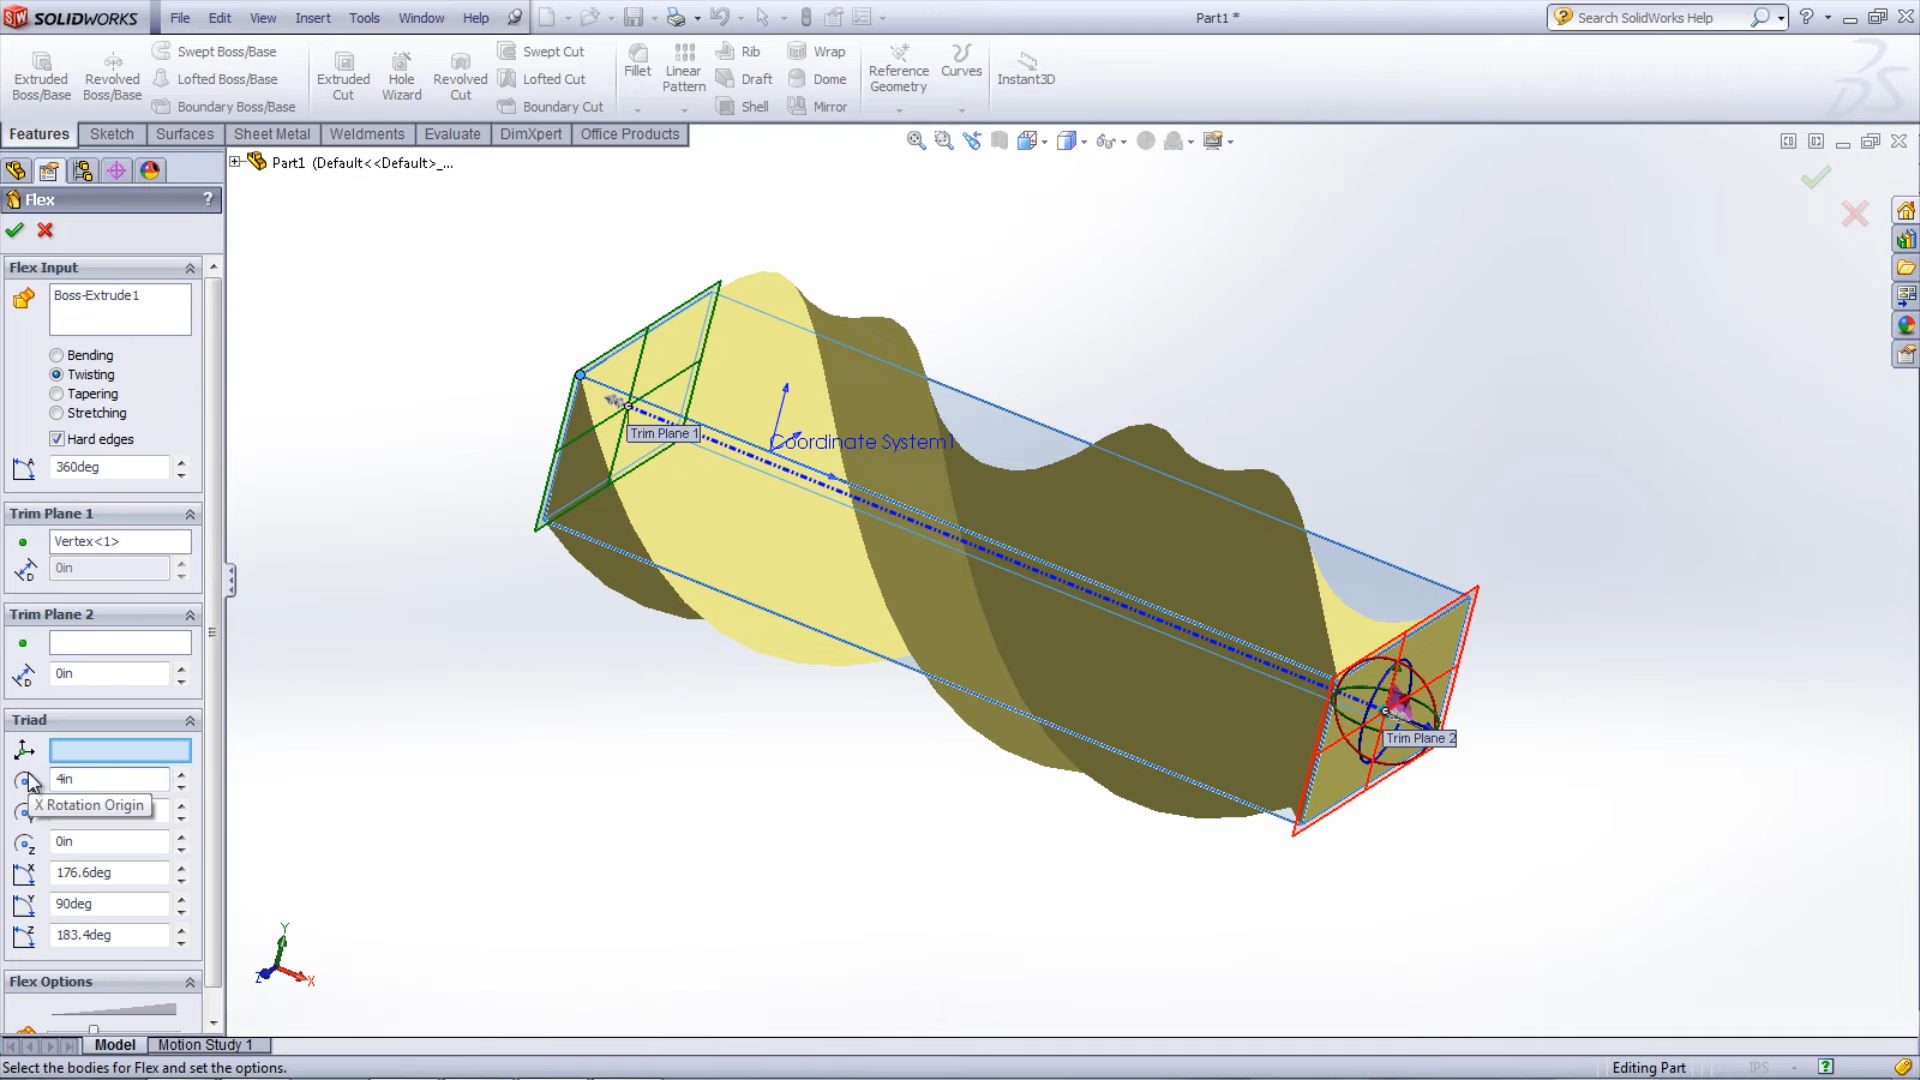 SOLIDWORKS File Edit View Insert Tools Window Help Part1 * Search SolidWorks Help
Swept Boss/Base Swept Cut Rib Wrap
Extruded Boss/Base Revolved Boss/Base Lofted Boss/Base Extruded Cut Hole Wizard Revolved Cut Lofted Cut Fillet Linear Pattern Draft Dome Reference Geometry Curves Instant3D
Boundary Boss/Base Boundary Cut Shell Mirror
Features Sketch Surfaces Sheet Metal Weldments Evaluate DimXpert Office Products
Part1 (Default<<Default>_...
Flex ?
Flex Input
Boss-Extrude1
Bending
Twisting
Tapering
Stretching
Hard edges
360deg
Trim Plane 1
Vertex<1>
0in
Trim Plane 2
0in
Triad
4in
X Rotation Origin
0in
176.6deg
90deg
183.4deg
Flex Options
Trim Plane 1
Coordinate System1
Trim Plane 2
Y
Z X
Model Motion Study 1
Select the bodies for Flex and set the options. Editing Part IPS